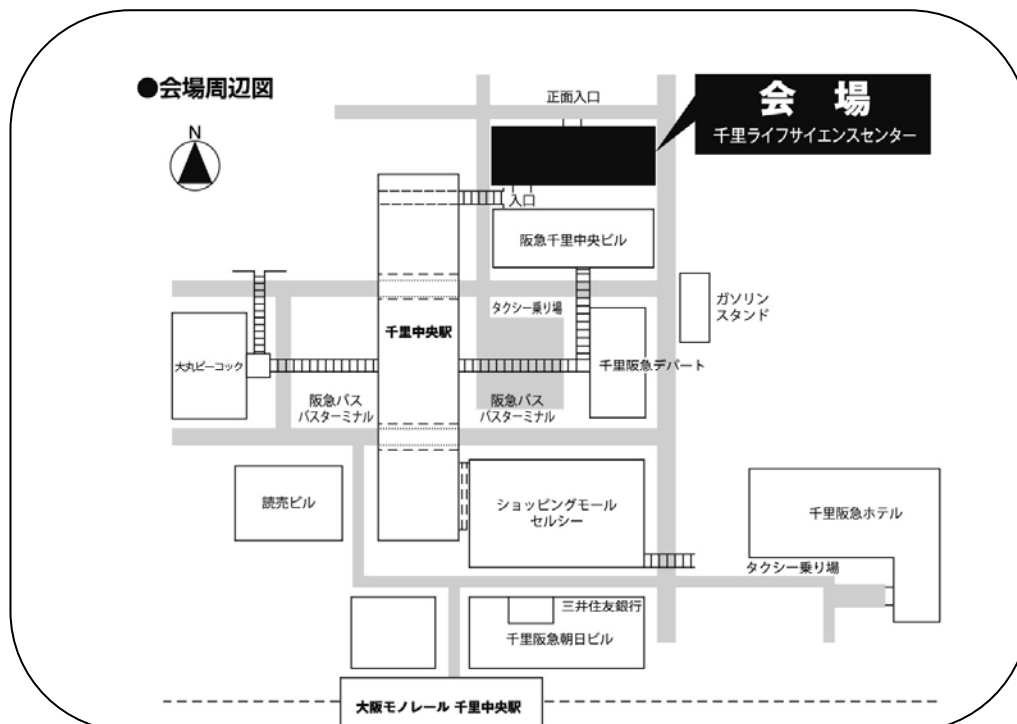 ●会場周辺図
N
正面入口
会場
千里ライフサイエンスセンター
入口
阪急千里中央ビル
ガソリン
スタンド
タクシー乗り場
千里中央駅
大丸ピーコック
千里阪急デパート
阪急バス
バスターミナル
阪急バス
バスターミナル
読売ビル
ショッピングモール
セルシー
千里阪急ホテル
タクシー乗り場
三井住友銀行
千里阪急朝日ビル
大阪モノレール 千里中央駅